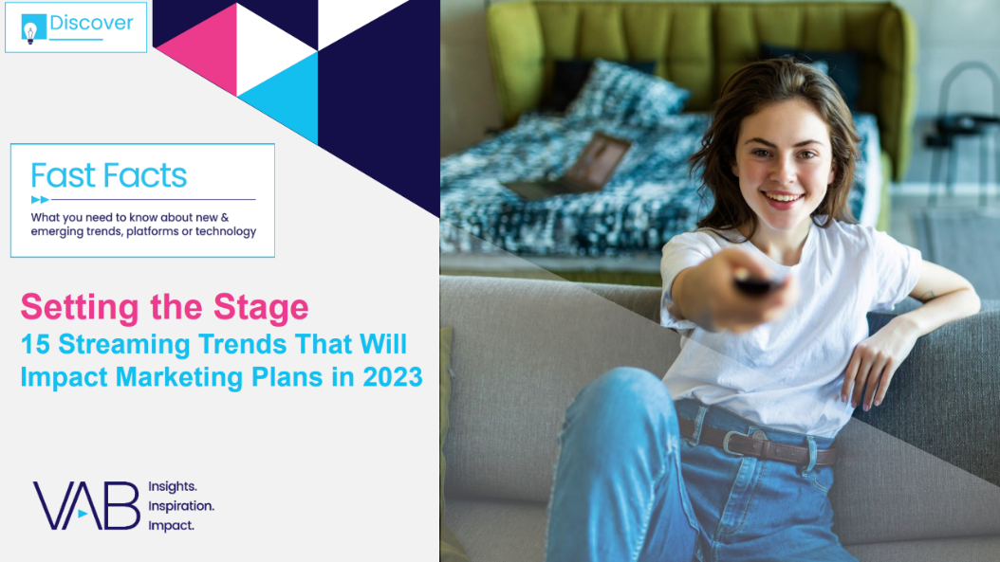 Discover
Fast Facts
What you need to know about new &
emerging trends, platforms or technology
Setting the Stage
15 Streaming Trends That Will
Impact Marketing Plans in 2023
VAB
Insights.
Inspiration.
Impact.